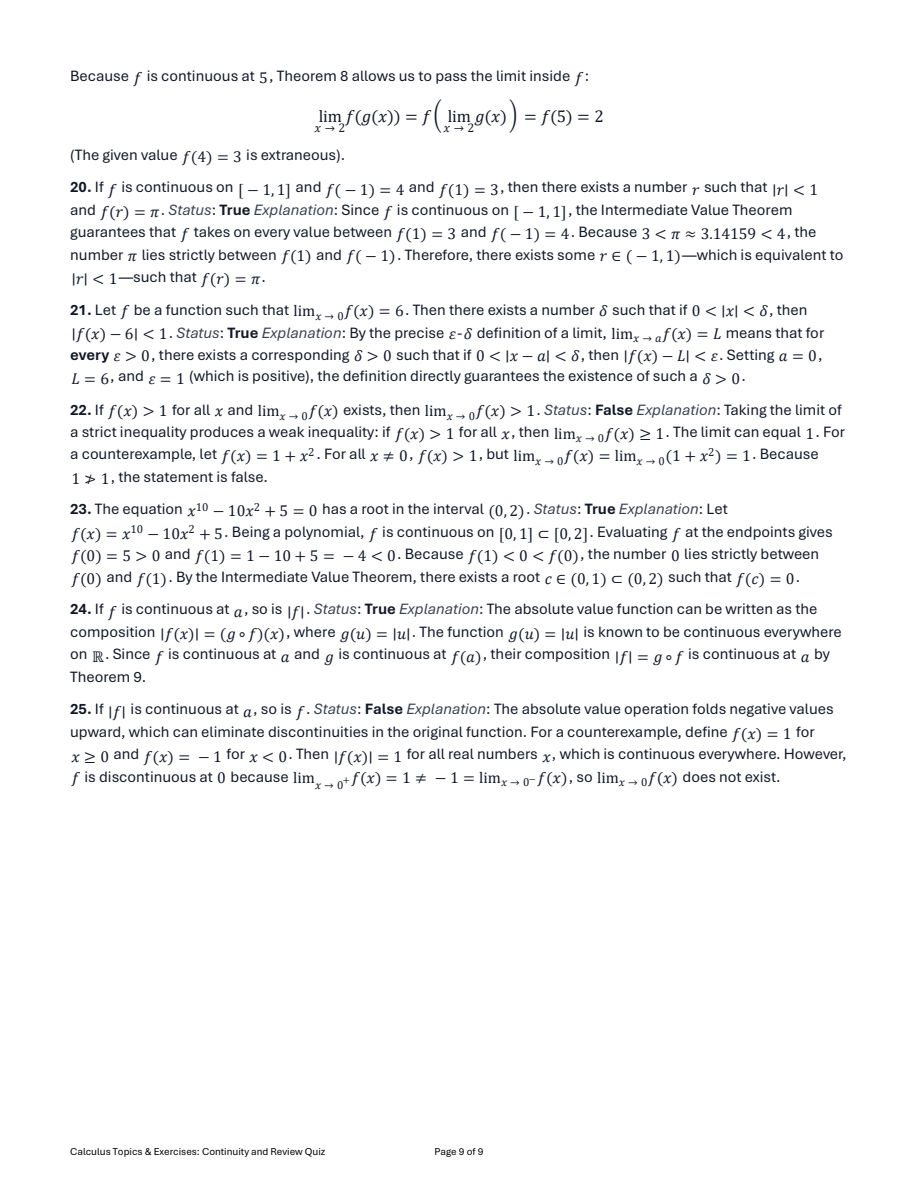 Because f is continuous at 5, Theorem 8 allows us to pass the limit inside f:
lim x → 2 f(g(x)) = f( lim x → 2 g(x) ) = f(5) = 2
(The given value f(4) = 3 is extraneous).
20. If f is continuous on [ − 1, 1] and f( − 1) = 4 and f(1) = 3, then there exists a number r such that |r| < 1
and f(r) = π. Status: True Explanation: Since f is continuous on [ − 1, 1], the Intermediate Value Theorem
guarantees that f takes on every value between f(1) = 3 and f( − 1) = 4. Because 3 < π ≈ 3.14159 < 4, the
number π lies strictly between f(1) and f( − 1). Therefore, there exists some r ∈ ( − 1, 1)—which is equivalent to
|r| < 1—such that f(r) = π.
21. Let f be a function such that lim x → 0 f(x) = 6. Then there exists a number δ such that if 0 < |x| < δ, then
|f(x) − 6| < 1. Status: True Explanation: By the precise ε-δ definition of a limit, lim x → a f(x) = L means that for
every ε > 0, there exists a corresponding δ > 0 such that if 0 < |x − a| < δ, then |f(x) − L| < ε. Setting a = 0,
L = 6, and ε = 1 (which is positive), the definition directly guarantees the existence of such a δ > 0.
22. If f(x) > 1 for all x and lim x → 0 f(x) exists, then lim x → 0 f(x) > 1. Status: False Explanation: Taking the limit of
a strict inequality produces a weak inequality: if f(x) > 1 for all x, then lim x → 0 f(x) ≥ 1. The limit can equal 1. For
a counterexample, let f(x) = 1 + x². For all x ≠ 0, f(x) > 1, but lim x → 0 f(x) = lim x → 0 (1 + x²) = 1. Because
1 ≯ 1, the statement is false.
23. The equation x¹⁰ − 10x² + 5 = 0 has a root in the interval (0, 2). Status: True Explanation: Let
f(x) = x¹⁰ − 10x² + 5. Being a polynomial, f is continuous on [0, 1] ⊂ [0, 2]. Evaluating f at the endpoints gives
f(0) = 5 > 0 and f(1) = 1 − 10 + 5 = − 4 < 0. Because f(1) < 0 < f(0), the number 0 lies strictly between
f(0) and f(1). By the Intermediate Value Theorem, there exists a root c ∈ (0, 1) ⊂ (0, 2) such that f(c) = 0.
24. If f is continuous at a, so is |f|. Status: True Explanation: The absolute value function can be written as the
composition |f(x)| = (g ∘ f)(x), where g(u) = |u|. The function g(u) = |u| is known to be continuous everywhere
on ℝ. Since f is continuous at a and g is continuous at f(a), their composition |f| = g ∘ f is continuous at a by
Theorem 9.
25. If |f| is continuous at a, so is f. Status: False Explanation: The absolute value operation folds negative values
upward, which can eliminate discontinuities in the original function. For a counterexample, define f(x) = 1 for
x ≥ 0 and f(x) = − 1 for x < 0. Then |f(x)| = 1 for all real numbers x, which is continuous everywhere. However,
f is discontinuous at 0 because lim x → 0⁺ f(x) = 1 ≠ − 1 = lim x → 0⁻ f(x), so lim x → 0 f(x) does not exist.
Calculus Topics & Exercises: Continuity and Review Quiz Page 9 of 9